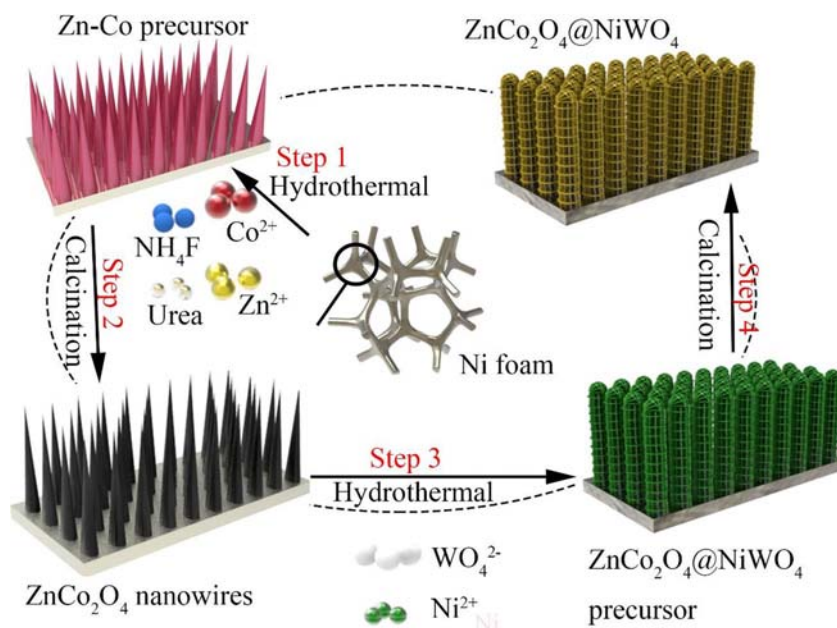 Zn-Co precursor
ZnCo₂O₄@NiWO₄
Step 1
Hydrothermal
Co²⁺
NH₄F
Zn²⁺
Urea
Ni foam
Step 2
Calcination
Step 4
Calcination
Step 3
Hydrothermal
ZnCo₂O₄ nanowires
WO₄²⁻
Ni²⁺
Ni
ZnCo₂O₄@NiWO₄
precursor